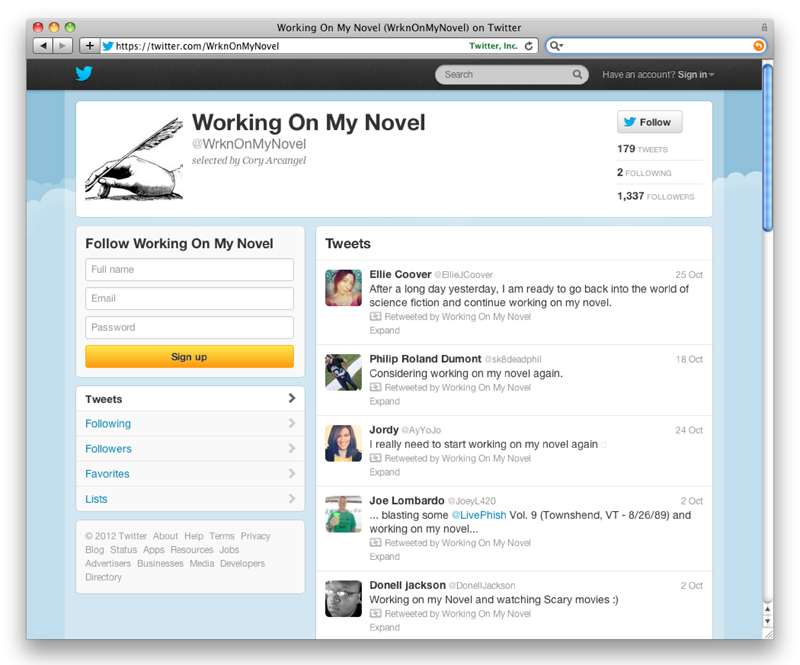 Working On My Novel (WrknOnMyNovel) on Twitter
https://twitter.com/WrknOnMyNovel
Twitter, Inc.
Search
Have an account? Sign in
Working On My Novel
@WrknOnMyNovel
selected by Cory Arcangel
Follow
179 TWEETS
2 FOLLOWING
1,337 FOLLOWERS
Follow Working On My Novel
Full name
Email
Password
Sign up
Tweets
Following
Followers
Favorites
Lists
© 2012 Twitter About Help Terms Privacy
Blog Status Apps Resources Jobs
Advertisers Businesses Media Developers
Directory
Tweets
Ellie Coover @EllieJCoover 25 Oct
After a long day yesterday, I am ready to go back into the world of
science fiction and continue working on my novel.
Retweeted by Working On My Novel
Expand
Philip Roland Dumont @sk8deadphil 18 Oct
Considering working on my novel again.
Retweeted by Working On My Novel
Expand
Jordy @AyYoJo 24 Oct
I really need to start working on my novel again
Retweeted by Working On My Novel
Expand
Joe Lombardo @JoeyL420 2 Oct
... blasting some @LivePhish Vol. 9 (Townshend, VT - 8/26/89) and
working on my novel...
Retweeted by Working On My Novel
Expand
Donell jackson @DonellJackson 2 Oct
Working on my Novel and watching Scary movies :)
Retweeted by Working On My Novel
Expand